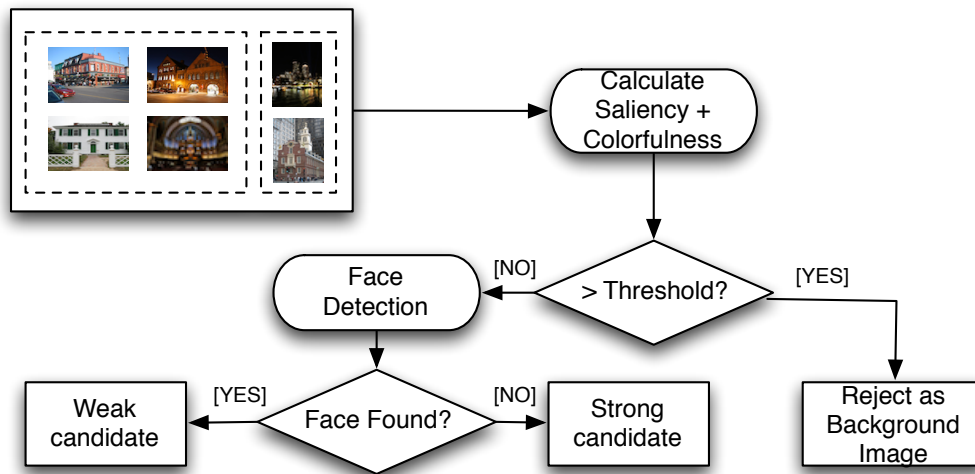 Calculate
Saliency +
Colorfulness
> Threshold?
[NO]
[YES]
Face
Detection
Face Found?
[YES]
[NO]
Weak
candidate
Strong
candidate
Reject as
Background
Image